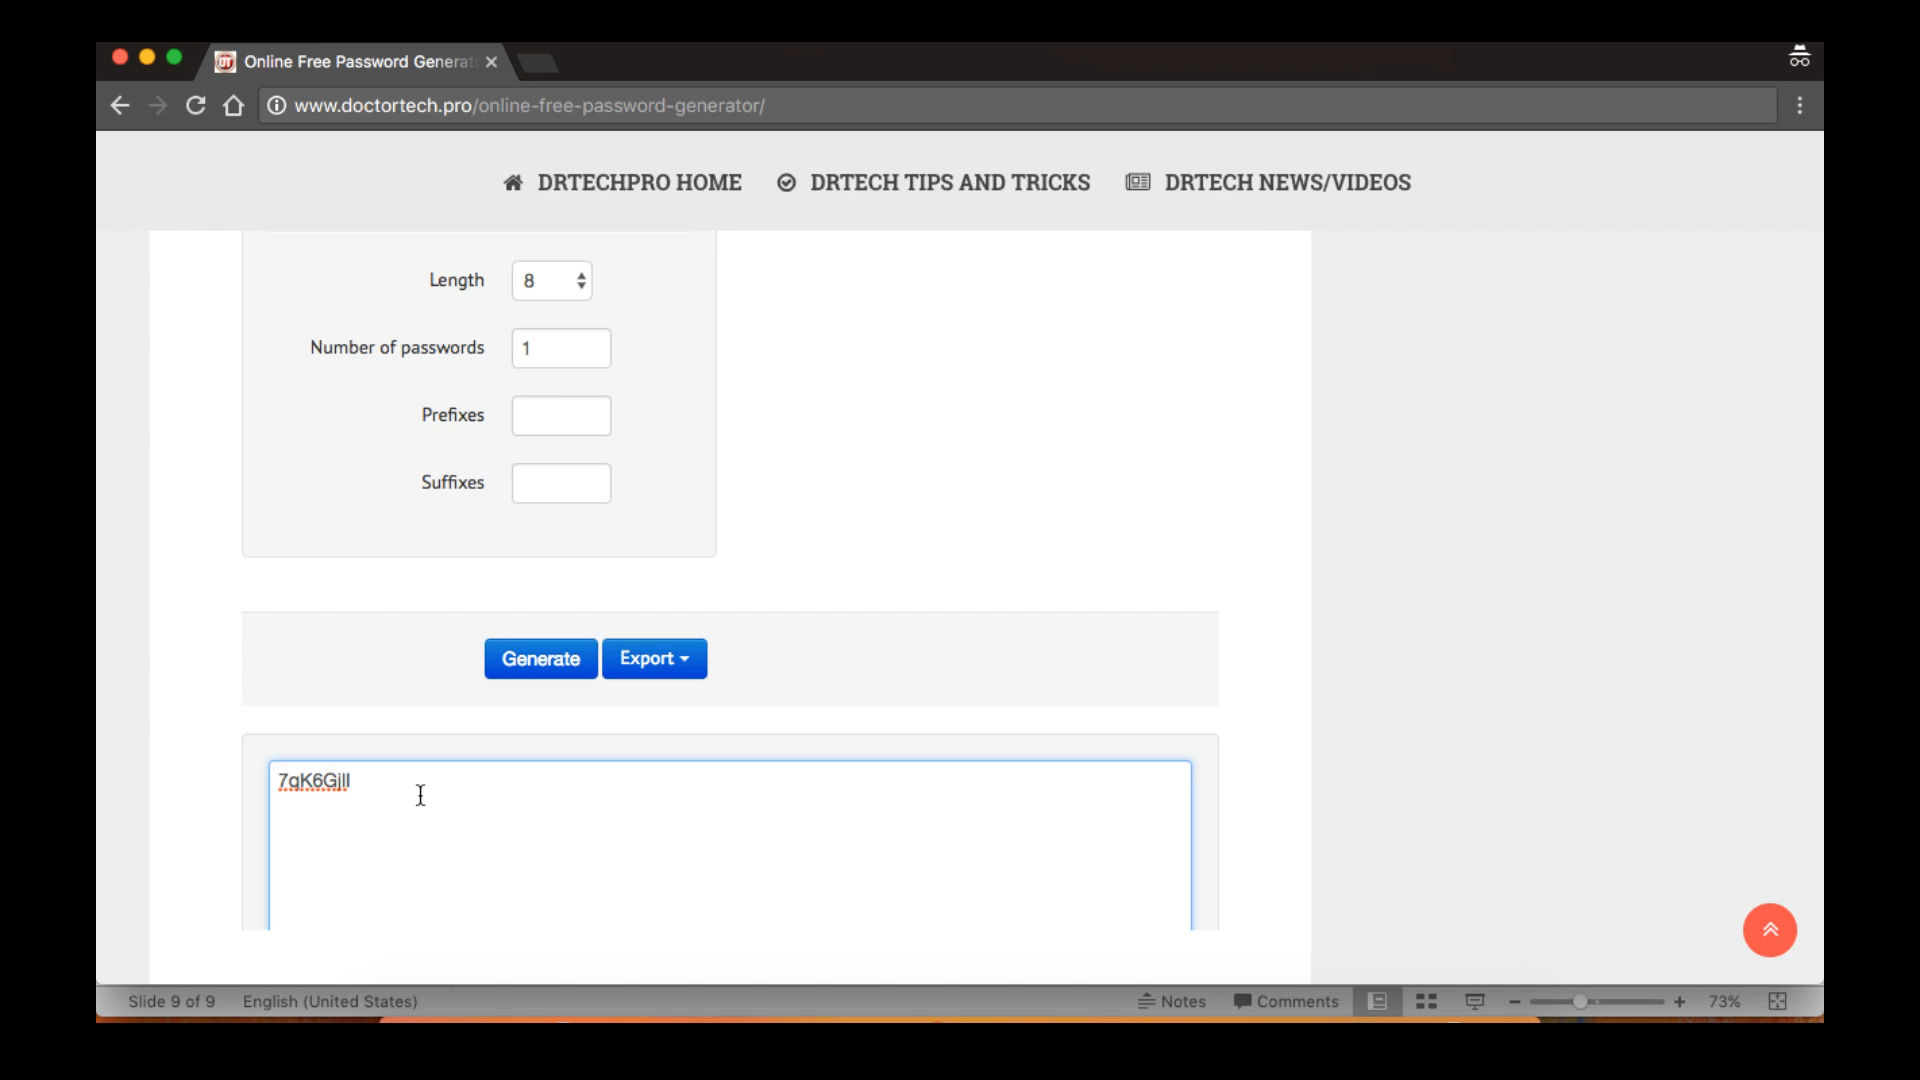 Online Free Password Generat
www.doctortech.pro/online-free-password-generator/
DRTECHPRO HOME
DRTECH TIPS AND TRICKS
DRTECH NEWS/VIDEOS
Length
8
Number of passwords
1
Prefixes
Suffixes
Generate
Export
7qK6GjlI
Slide 9 of 9
English (United States)
Notes
Comments
73%